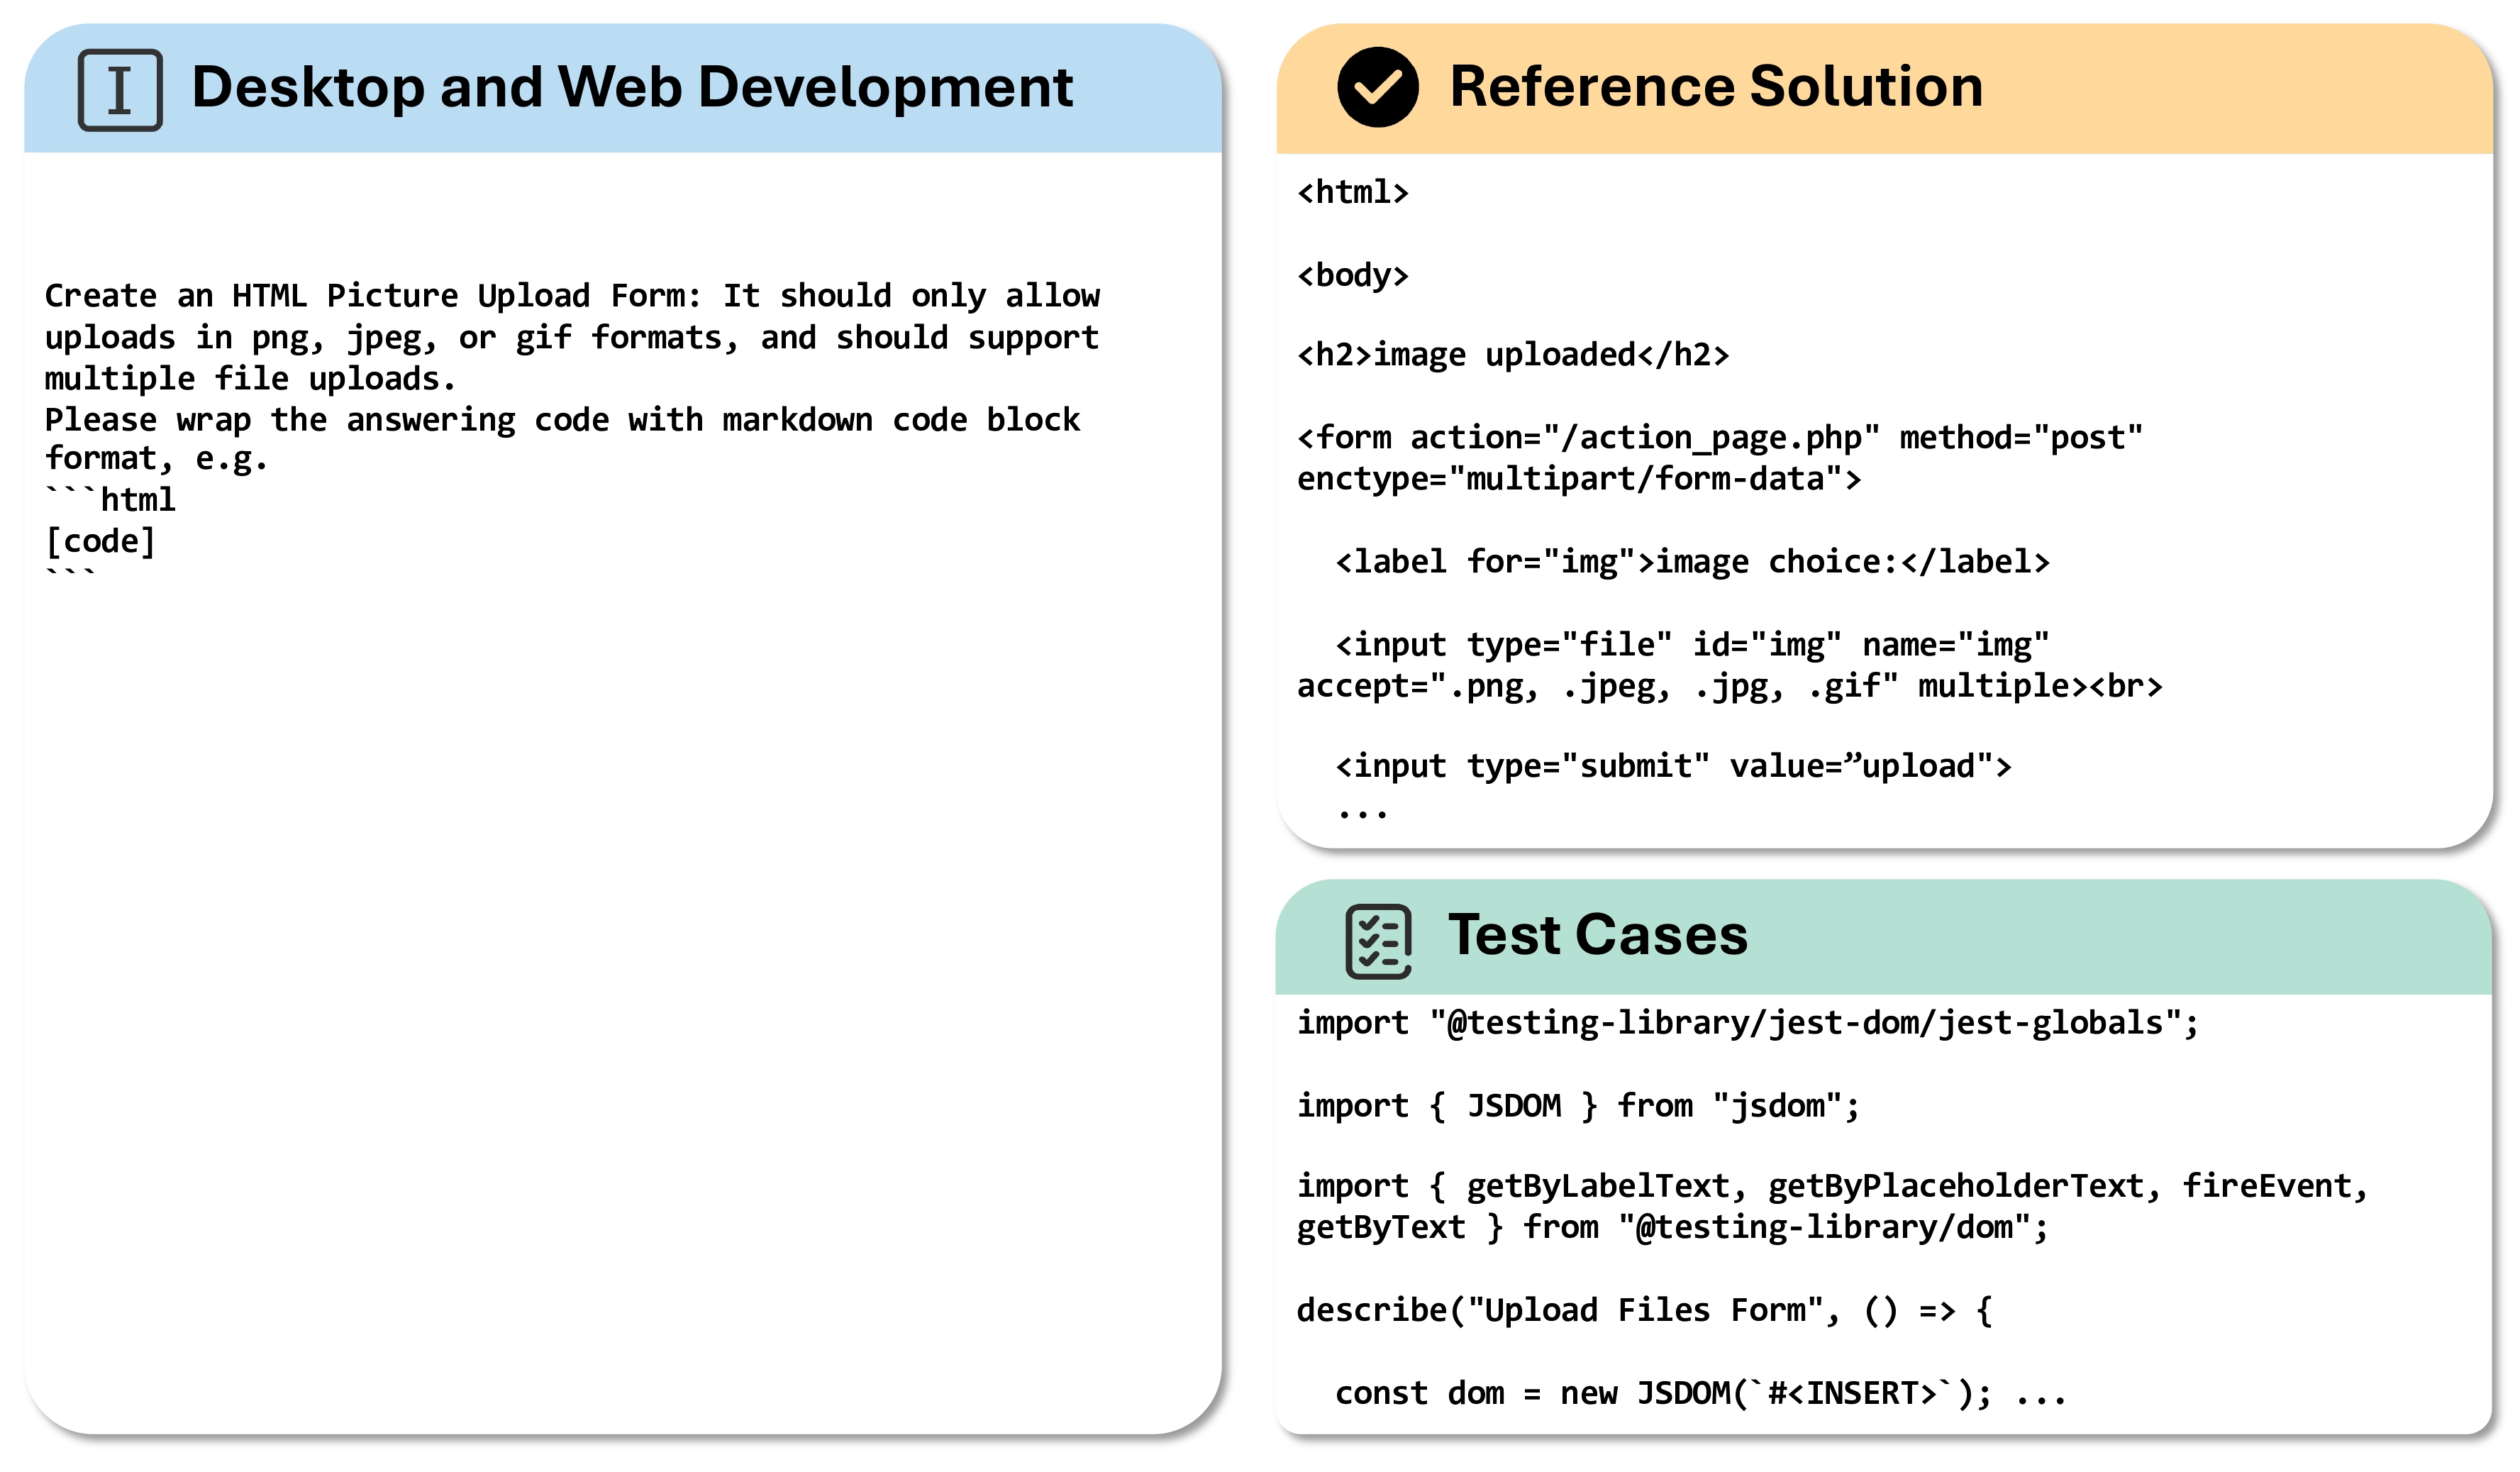 Desktop and Web Development
Create an HTML Picture Upload Form: It should only allow
uploads in png, jpeg, or gif formats, and should support
multiple file uploads.
Please wrap the answering code with markdown code block
format, e.g.
```html
[code]
```
Reference Solution
<html>
<body>
<h2>image uploaded</h2>
<form action="/action_page.php" method="post"
enctype="multipart/form-data">
<label for="img">image choice:</label>
<input type="file" id="img" name="img"
accept=".png, .jpeg, .jpg, .gif" multiple><br>
<input type="submit" value=”upload">
...
Test Cases
import "@testing-library/jest-dom/jest-globals";
import { JSDOM } from "jsdom";
import { getByLabelText, getByPlaceholderText, fireEvent,
getByText } from "@testing-library/dom";
describe("Upload Files Form", () => {
const dom = new JSDOM(`#<INSERT>`); ...